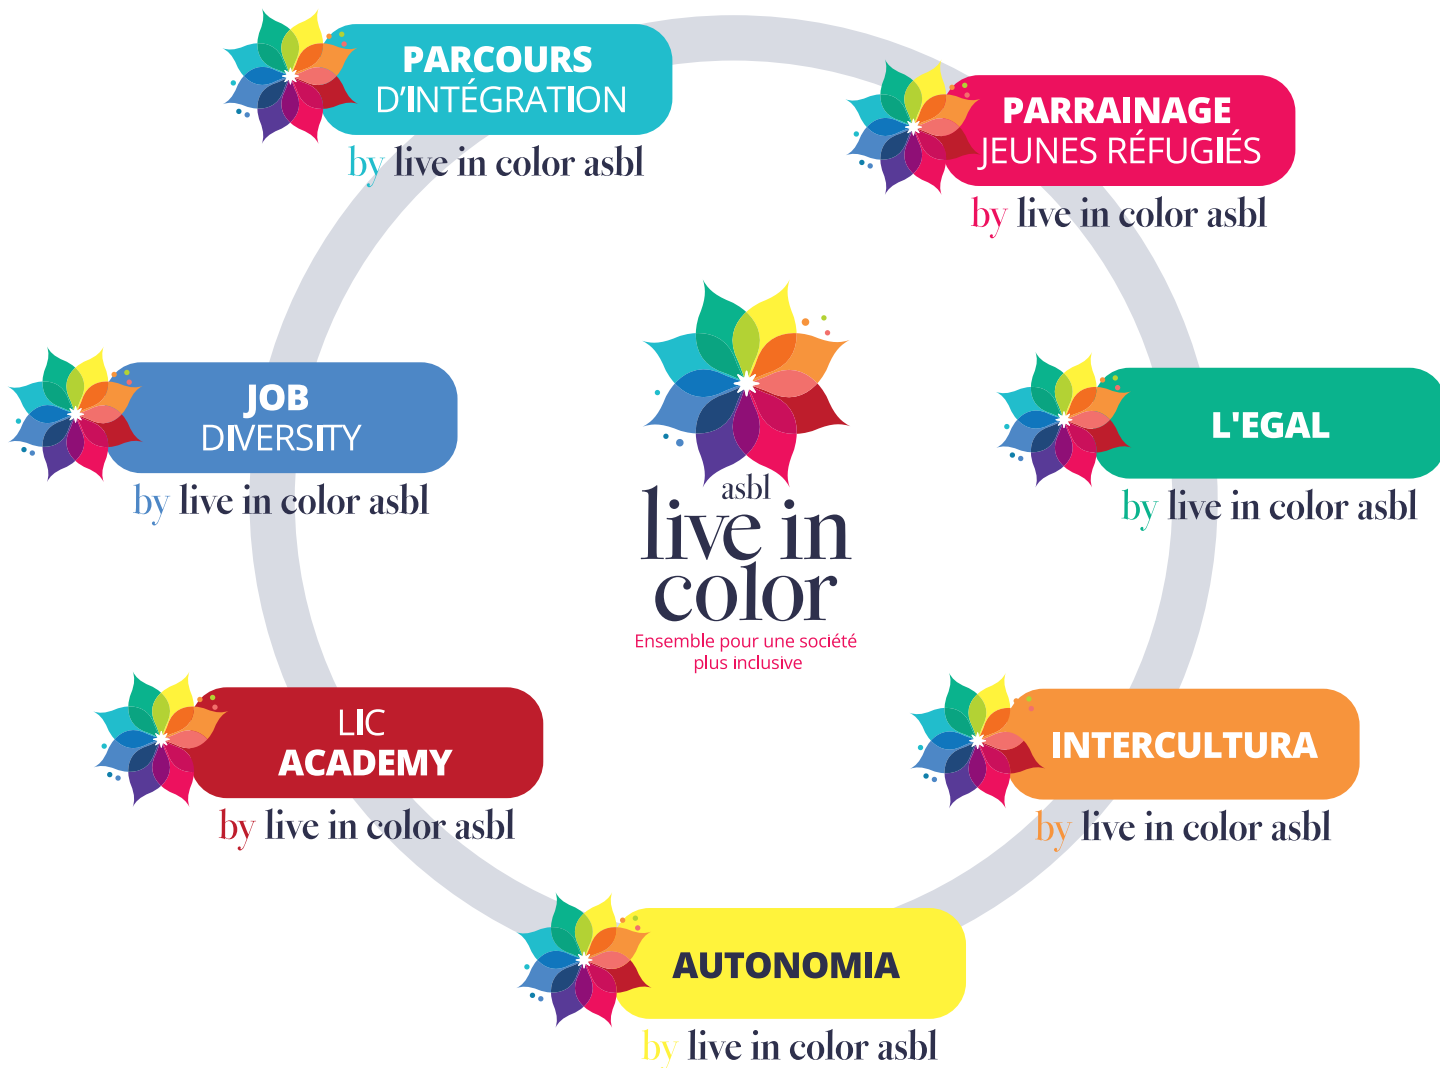 PARCOURS
D'INTÉGRATION
by live in color asbl
PARRAINAGE
JEUNES RÉFUGIÉS
by live in color asbl
JOB
DIVERSITY
by live in color asbl
asbl
live in
color
Ensemble pour une société
plus inclusive
L'EGAL
by live in color asbl
LIC
ACADEMY
by live in color asbl
INTERCULTURA
by live in color asbl
AUTONOMIA
by live in color asbl